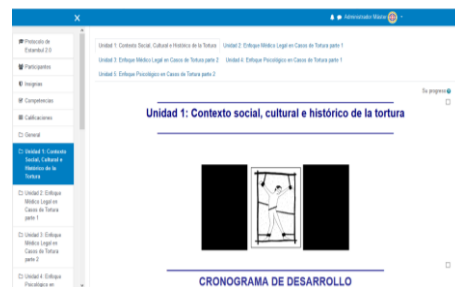 Administrador Máster
Protocolo de
Estambul 2.0
Participantes
Insignias
Competencias
Calificaciones
General
Unidad 1: Contexto
Social, Cultural e
Histórico de la
Tortura
Unidad 2: Enfoque
Médico Legal en
Casos de Tortura
parte 1
Unidad 3: Enfoque
Médico Legal en
Casos de Tortura
parte 2
Unidad 4: Enfoque
Psicológico en
Unidad 1: Contexto Social, Cultural e Histórico de la Tortura
Unidad 2: Enfoque Médico Legal en Casos de Tortura parte 1
Unidad 3: Enfoque Médico Legal en Casos de Tortura parte 2
Unidad 4: Enfoque Psicológico en Casos de Tortura parte 1
Unidad 5: Enfoque Psicológico en Casos de Tortura parte 2
Su progreso
Unidad 1: Contexto social, cultural e histórico de la tortura
CRONOGRAMA DE DESARROLLO